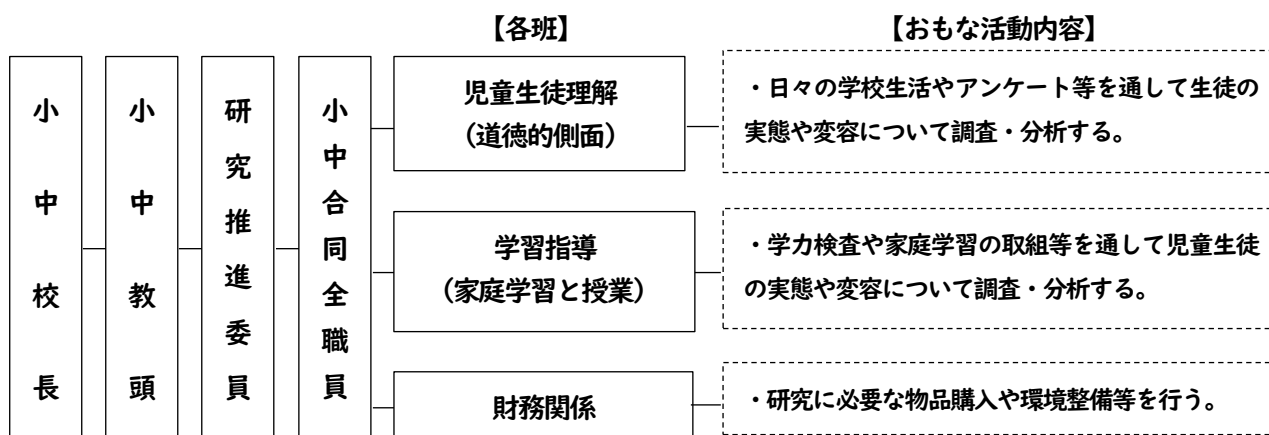 【各班】
【おもな活動内容】
小中校長
小中教頭
研究推進委員
小中合同全職員
児童生徒理解
（道徳的側面）
・日々の学校生活やアンケート等を通して生徒の
実態や変容について調査・分析する。
学習指導
（家庭学習と授業）
・学力検査や家庭学習の取組等を通して児童生徒
の実態や変容について調査・分析する。
財務関係
・研究に必要な物品購入や環境整備等を行う。